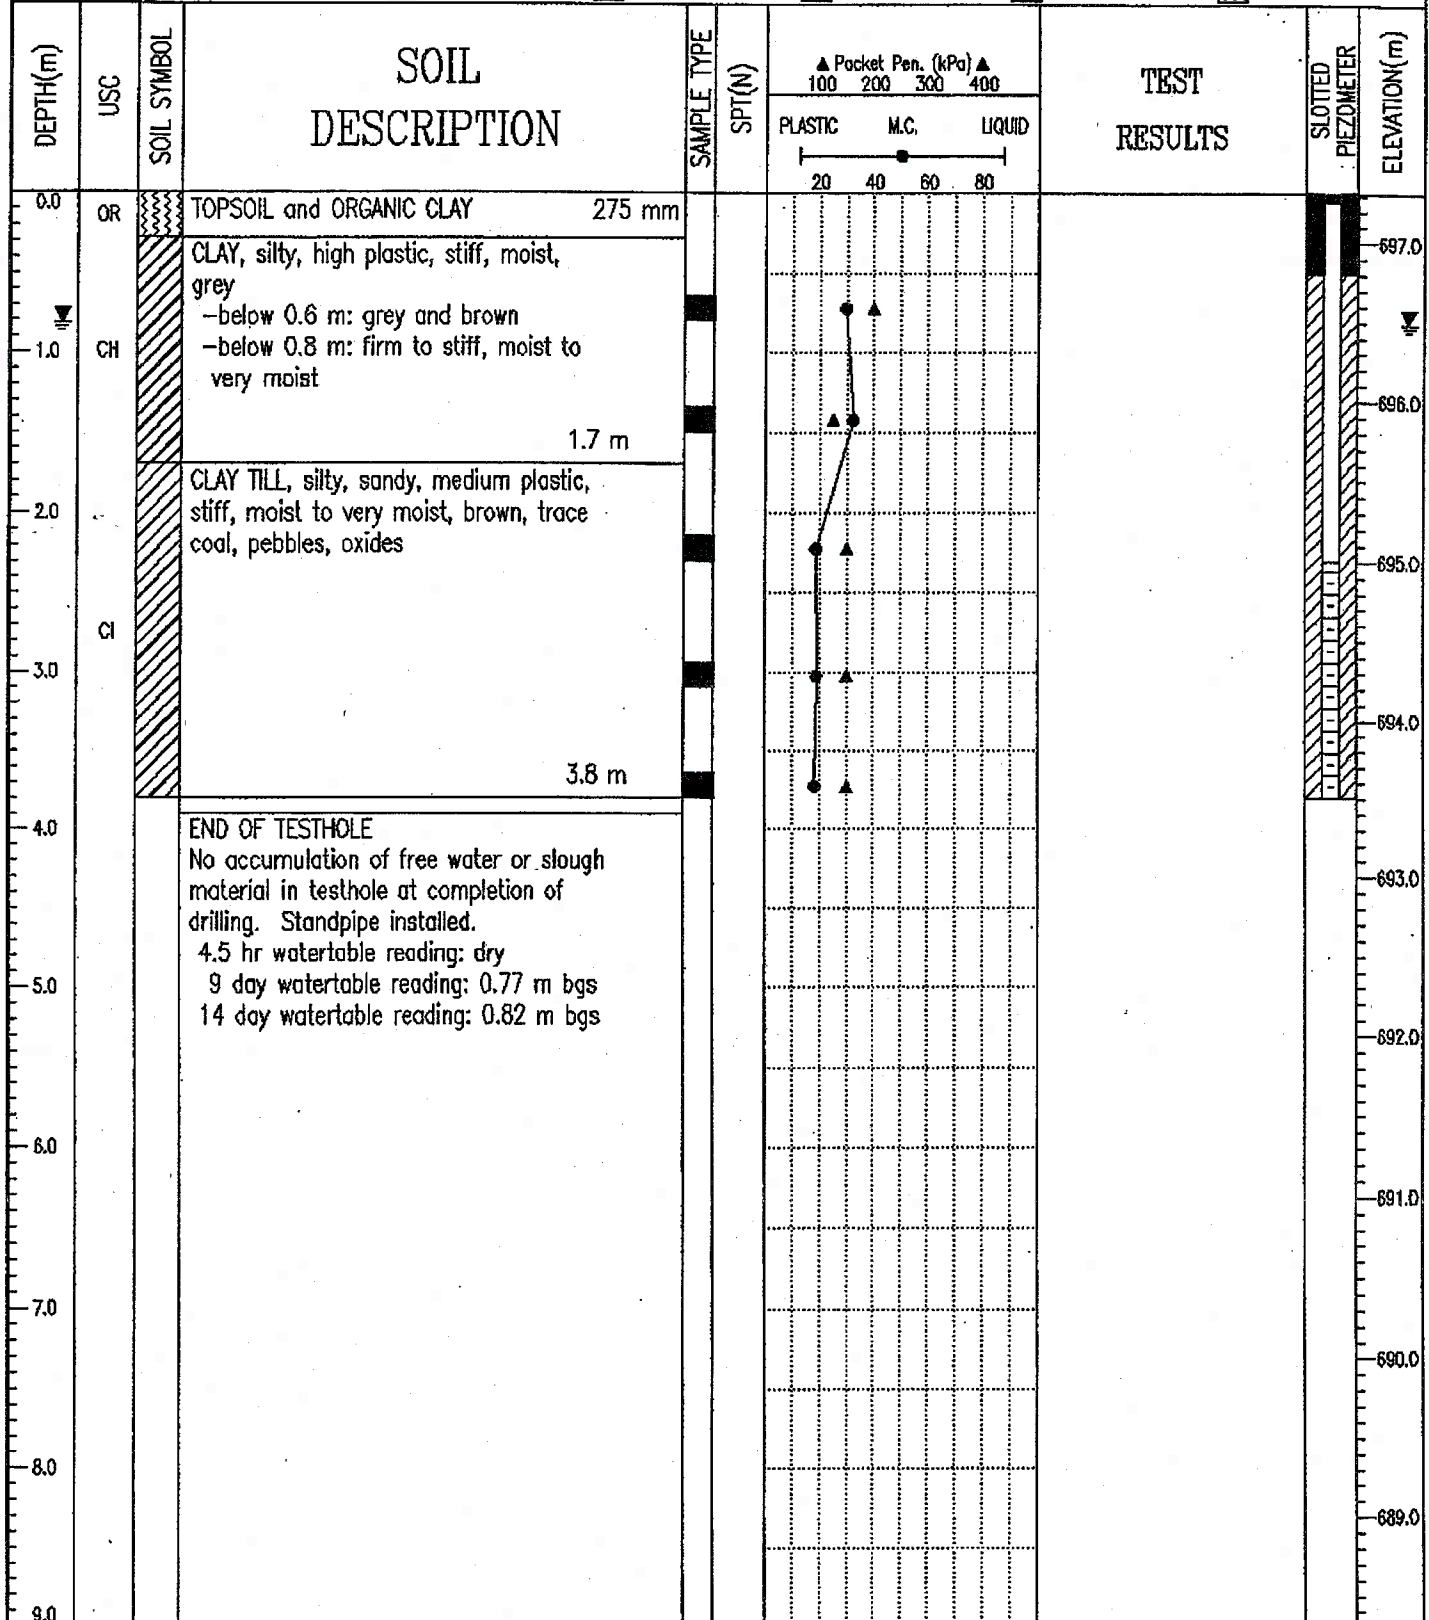 DEPTH(m)
USC
SOIL SYMBOL
SOIL
DESCRIPTION
SAMPLE TYPE
SPT(N)
▲ Pocket Pen. (kPa) ▲
100 200 300 400
PLASTIC M.C. LIQUID
20 40 60 80
TEST
RESULTS
SLOTTED
PIEZOMETER
ELEVATION(m)
0.0
OR
TOPSOIL and ORGANIC CLAY 275 mm
697.0
CLAY, silty, high plastic, stiff, moist,
grey
-below 0.6 m: grey and brown
1.0
CH
-below 0.8 m: firm to stiff, moist to
very moist
696.0
1.7 m
CLAY TILL, silty, sandy, medium plastic,
2.0
stiff, moist to very moist, brown, trace
coal, pebbles, oxides
695.0
CI
3.0
694.0
3.8 m
4.0
END OF TESTHOLE
No accumulation of free water or slough
693.0
material in testhole at completion of
drilling. Standpipe installed.
4.5 hr watertable reading: dry
5.0
9 day watertable reading: 0.77 m bgs
14 day watertable reading: 0.82 m bgs
692.0
6.0
691.0
7.0
690.0
8.0
689.0
9.0